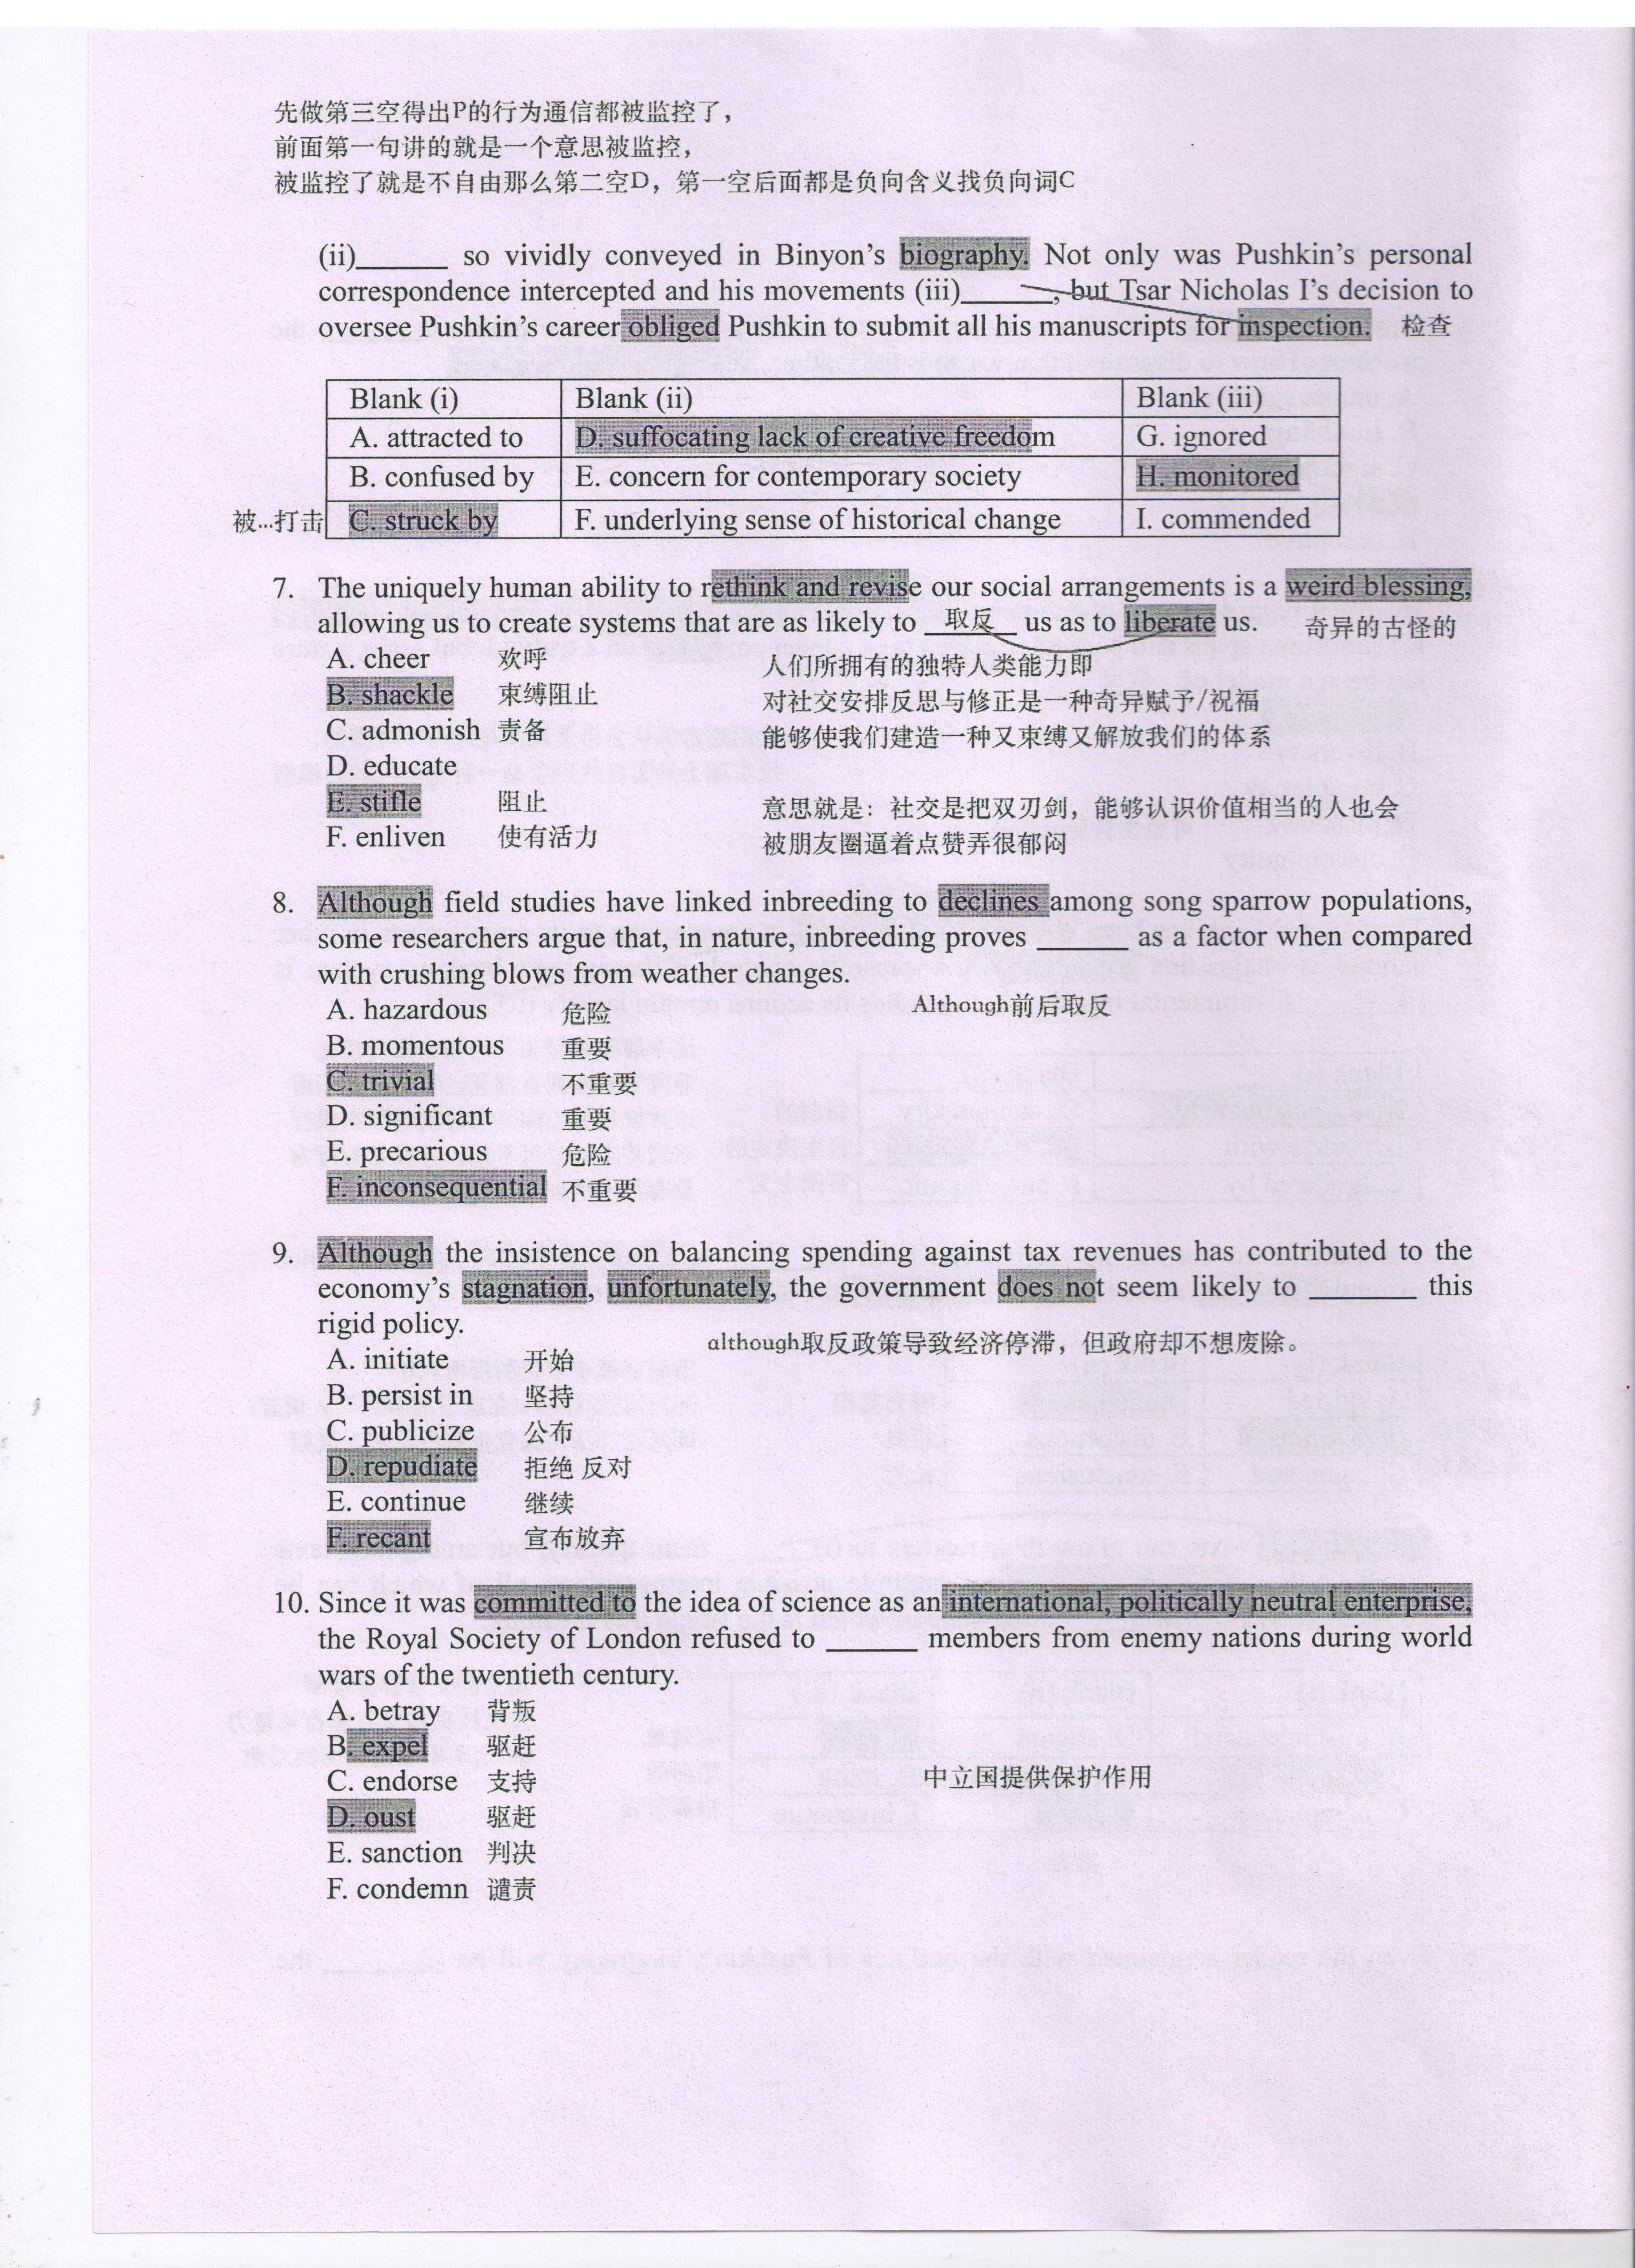 先做第三空得出P的行为通信都被监控了，
前面第一句讲的就是一个意思被监控，
被监控了就是不自由那么第二空D，第一空后面都是负向含义找负向词C
(ii)______ so vividly conveyed in Binyon's biography. Not only was Pushkin's personal
correspondence intercepted and his movements (iii)______, but Tsar Nicholas I's decision to
oversee Pushkin's career obliged Pushkin to submit all his manuscripts for inspection. 检查
Blank (i) Blank (ii) Blank (iii)
A. attracted to D. suffocating lack of creative freedom G. ignored
B. confused by E. concern for contemporary society H. monitored
被...打击 C. struck by F. underlying sense of historical change I. commended
7. The uniquely human ability to rethink and revise our social arrangements is a weird blessing,
allowing us to create systems that are as likely to 取反 us as to liberate us. 奇异的古怪的
A. cheer 欢呼 人们所拥有的独特人类能力即
B. shackle 束缚阻止 对社交安排反思与修正是一种奇异赋予/祝福
C. admonish 责备 能够使我们建造一种又束缚又解放我们的体系
D. educate
E. stifle 阻止 意思就是：社交是把双刃剑，能够认识价值相当的人也会
F. enliven 使有活力 被朋友圈逼着点赞弄很郁闷
8. Although field studies have linked inbreeding to declines among song sparrow populations,
some researchers argue that, in nature, inbreeding proves ______ as a factor when compared
with crushing blows from weather changes.
A. hazardous 危险 Although前后取反
B. momentous 重要
C. trivial 不重要
D. significant 重要
E. precarious 危险
F. inconsequential 不重要
9. Although the insistence on balancing spending against tax revenues has contributed to the
economy's stagnation, unfortunately, the government does not seem likely to _______ this
rigid policy. although取反政策导致经济停滞，但政府却不想废除。
A. initiate 开始
B. persist in 坚持
C. publicize 公布
D. repudiate 拒绝 反对
E. continue 继续
F. recant 宣布放弃
10. Since it was committed to the idea of science as an international, politically neutral enterprise,
the Royal Society of London refused to ______ members from enemy nations during world
wars of the twentieth century.
A. betray 背叛
B. expel 驱赶
C. endorse 支持 中立国提供保护作用
D. oust 驱赶
E. sanction 判决
F. condemn 谴责